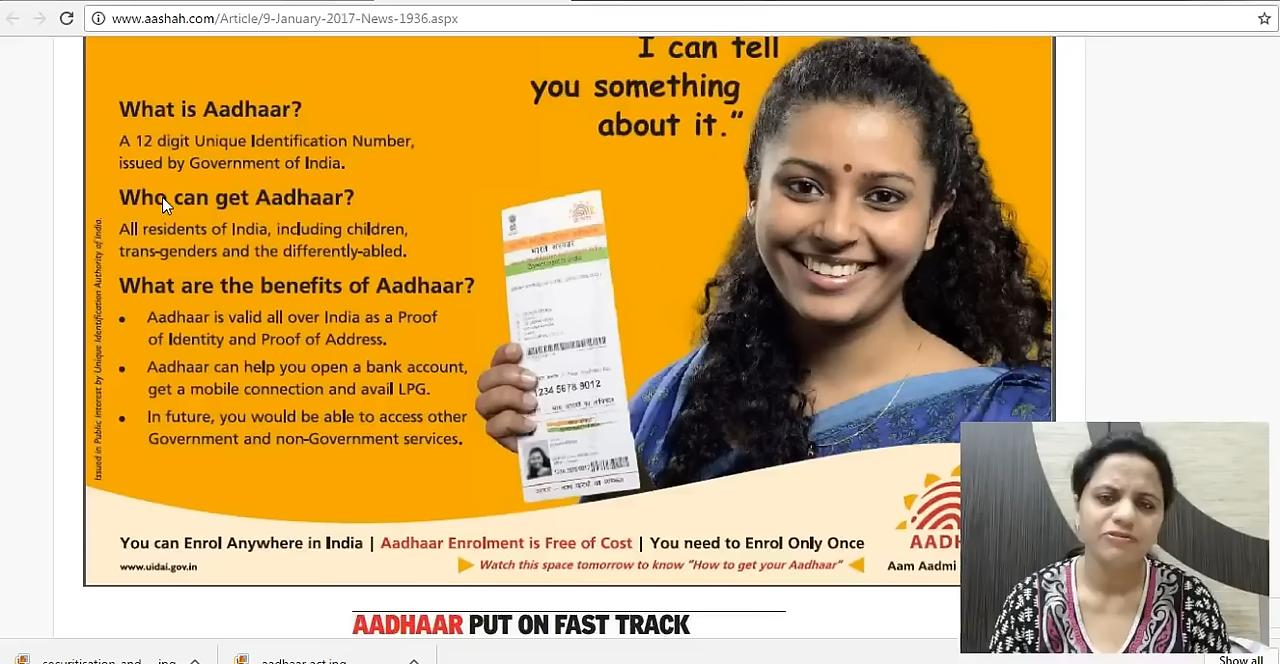 www.aashah.com/Article/9-January-2017-News-1936.aspx
I can tell
you something
about it.”
What is Aadhaar?
A 12 digit Unique Identification Number,
issued by Government of India.
Who can get Aadhaar?
All residents of India, including children,
trans-genders and the differently-abled.
What are the benefits of Aadhaar?
• Aadhaar is valid all over India as a Proof
of Identity and Proof of Address.
• Aadhaar can help you open a bank account,
get a mobile connection and avail LPG.
• In future, you would be able to access other
Government and non-Government services.
Issued in Public Interest by Unique Identification Authority of India.
भारत सरकार
1234 5678 9012
You can Enrol Anywhere in India | Aadhaar Enrolment is Free of Cost | You need to Enrol Only Once
www.uidai.gov.in
Watch this space tomorrow to know “How to get your Aadhaar”
AADH
Aam Aadmi
AADHAAR PUT ON FAST TRACK
Show all